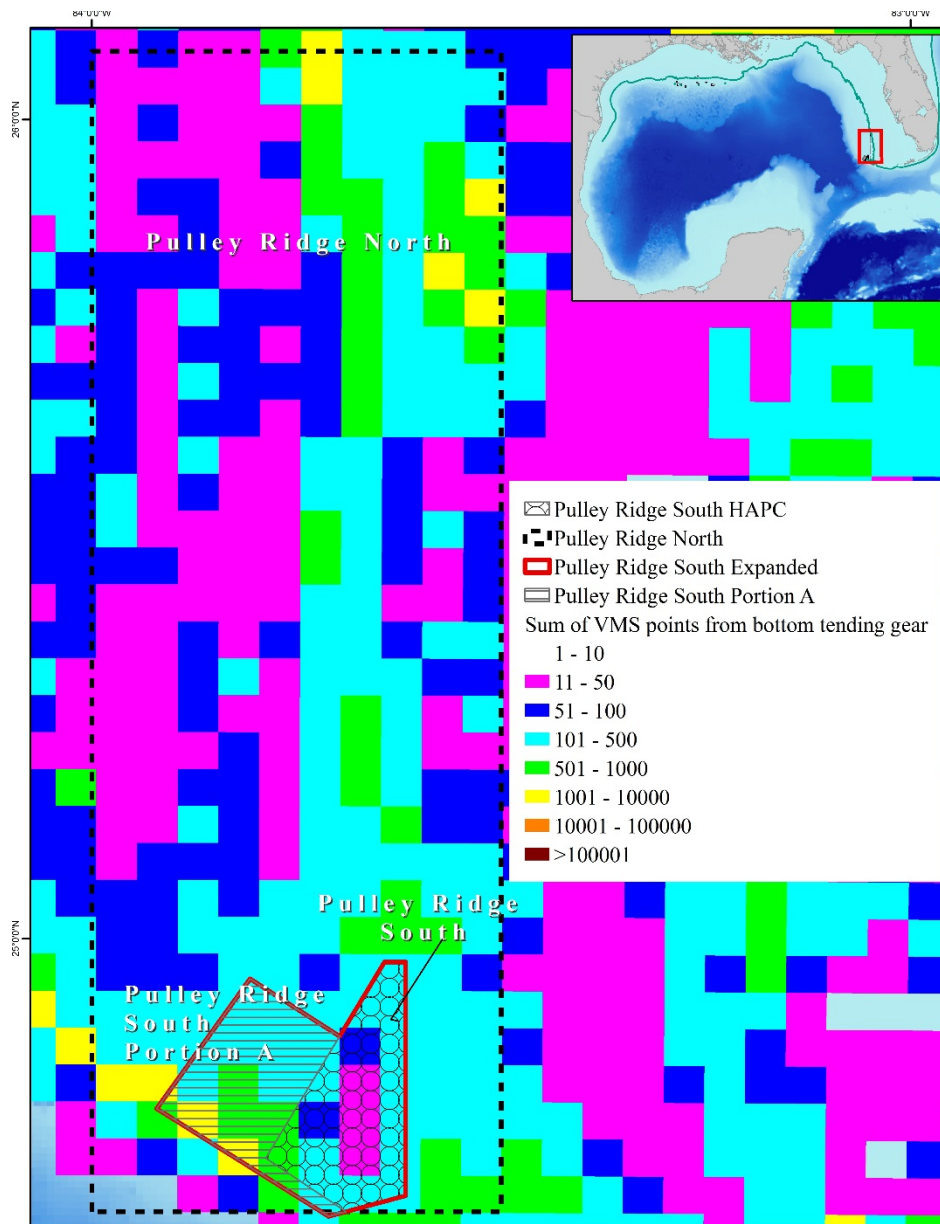 84°0'0"W
83°0'0"W
26°0'0"N
Pulley Ridge North
Pulley Ridge South HAPC
Pulley Ridge North
Pulley Ridge South Expanded
Pulley Ridge South Portion A
Sum of VMS points from bottom tending gear
1 - 10
11 - 50
51 - 100
101 - 500
501 - 1000
1001 - 10000
10001 - 100000
>100001
Pulley Ridge
South
25°0'0"N
Pulley Ridge
South
Portion A